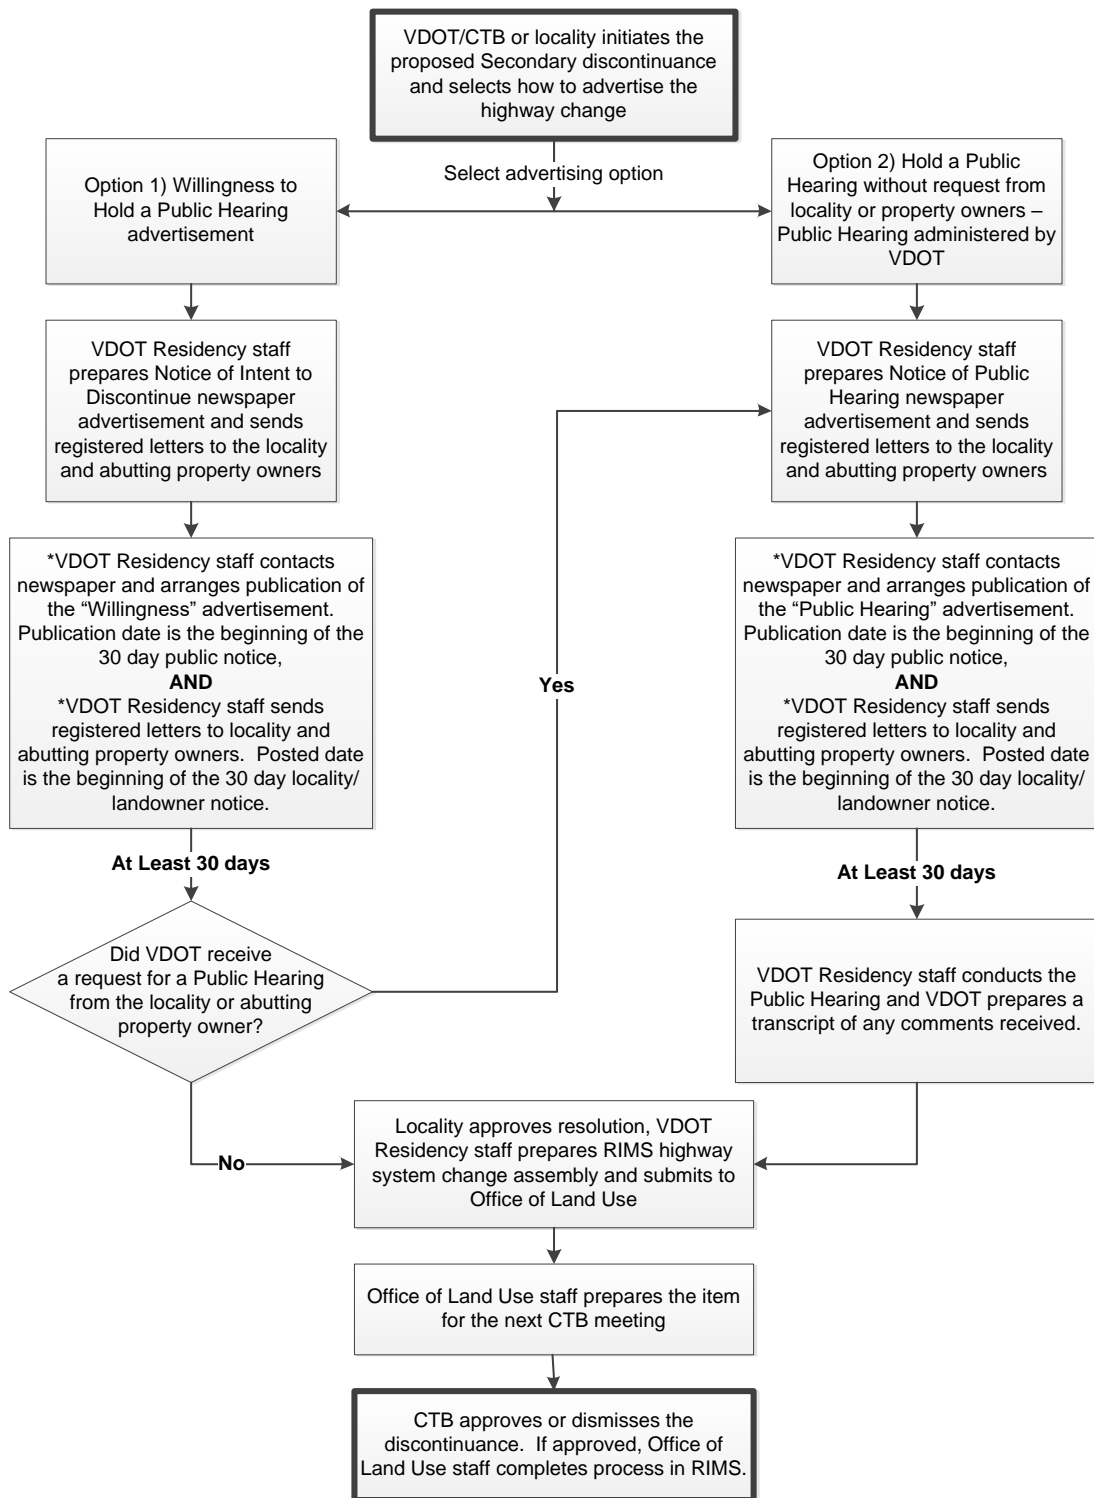 VDOT/CTB or locality initiates the
proposed Secondary discontinuance
and selects how to advertise the
highway change
Select advertising option
Option 1) Willingness to
Hold a Public Hearing
advertisement
Option 2) Hold a Public
Hearing without request from
locality or property owners –
Public Hearing administered by
VDOT
VDOT Residency staff
prepares Notice of Intent to
Discontinue newspaper
advertisement and sends
registered letters to the locality
and abutting property owners
VDOT Residency staff
prepares Notice of Public
Hearing newspaper
advertisement and sends
registered letters to the locality
and abutting property owners
*VDOT Residency staff contacts
newspaper and arranges publication of
the “Willingness” advertisement.
Publication date is the beginning of the
30 day public notice,
AND
*VDOT Residency staff sends
registered letters to locality and
abutting property owners.  Posted date
is the beginning of the 30 day locality/
landowner notice.
Yes
*VDOT Residency staff contacts
newspaper and arranges publication of
the “Public Hearing” advertisement.
Publication date is the beginning of the
30 day public notice,
AND
*VDOT Residency staff sends
registered letters to locality and
abutting property owners.  Posted date
is the beginning of the 30 day locality/
landowner notice.
At Least 30 days
At Least 30 days
Did VDOT receive
a request for a Public Hearing
from the locality or abutting
property owner?
VDOT Residency staff conducts the
Public Hearing and VDOT prepares a
transcript of any comments received.
No
Locality approves resolution, VDOT
Residency staff prepares RIMS highway
system change assembly and submits to
Office of Land Use
Office of Land Use staff prepares the item
for the next CTB meeting
CTB approves or dismisses the
discontinuance.  If approved, Office of
Land Use staff completes process in RIMS.